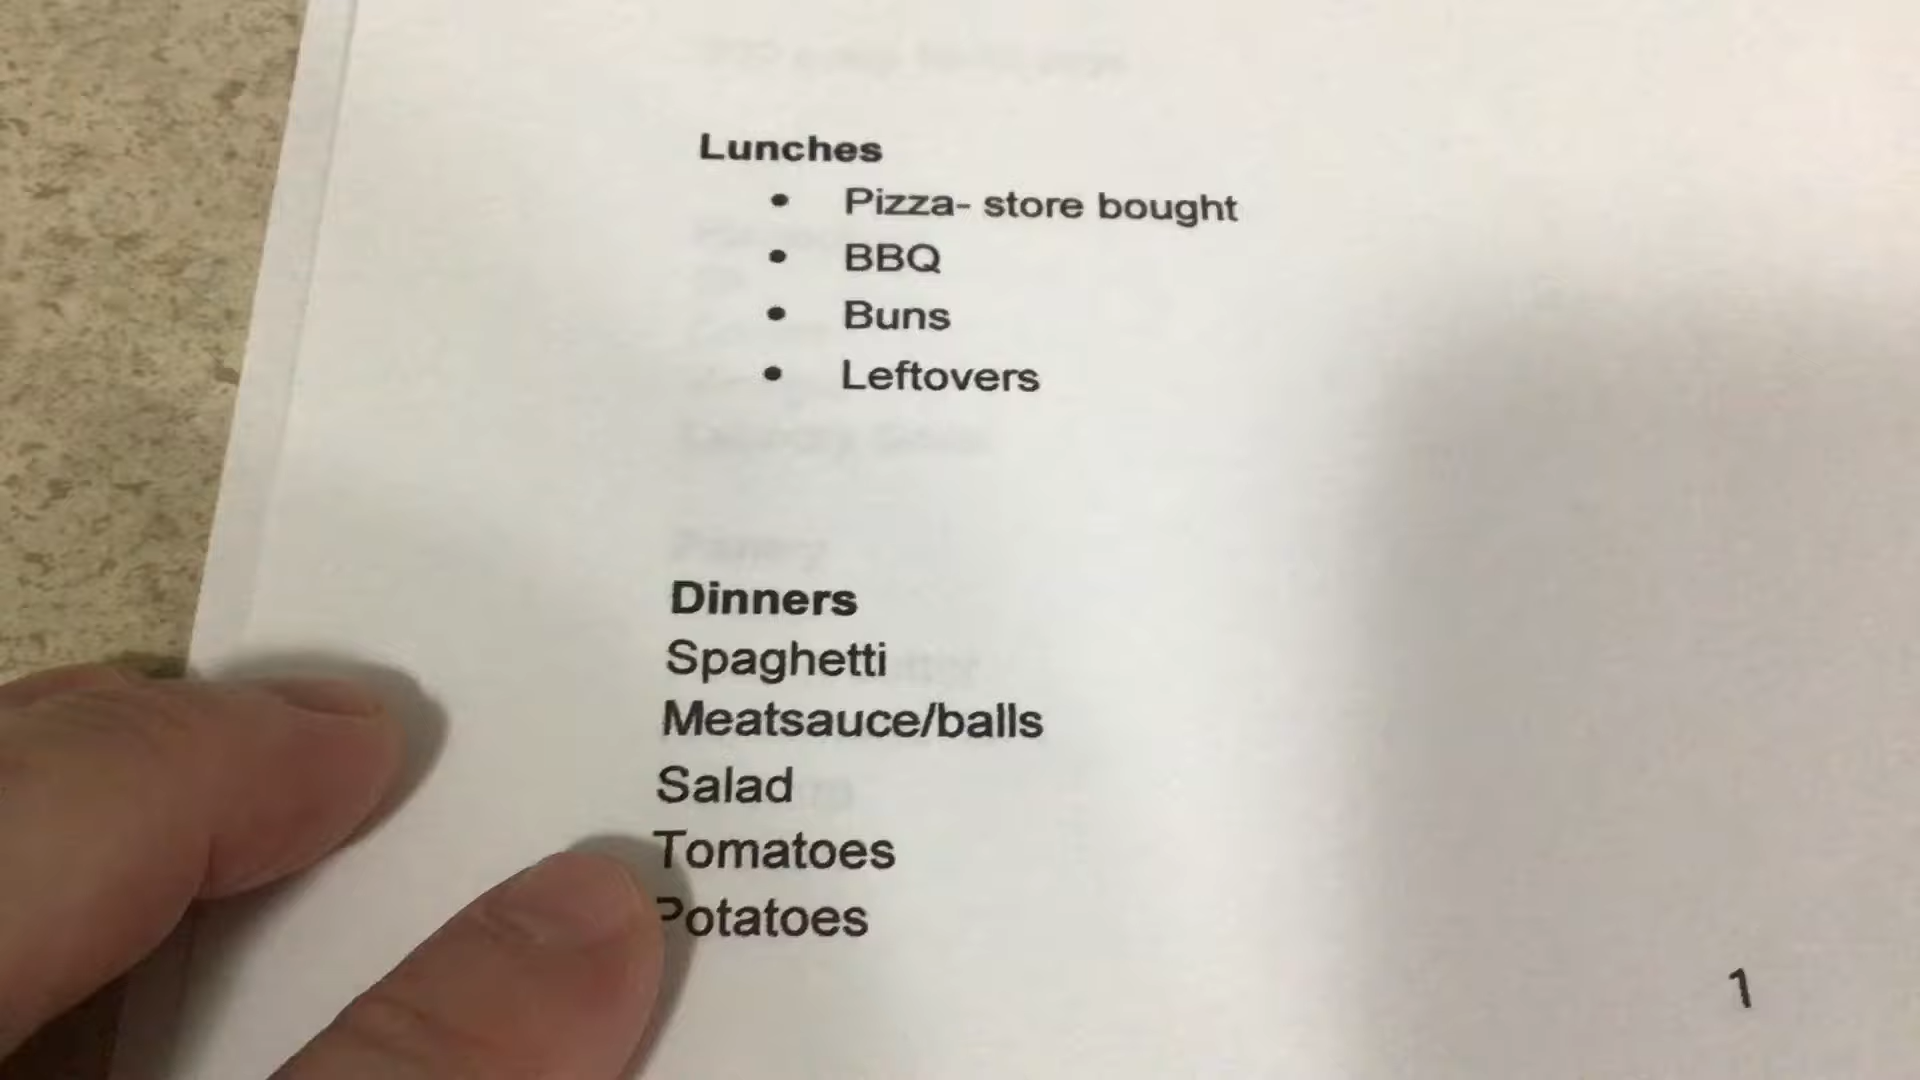 Lunches
• Pizza- store bought
• BBQ
• Buns
• Leftovers
Dinners
Spaghetti
Meatsauce/balls
Salad
Tomatoes
Potatoes
1